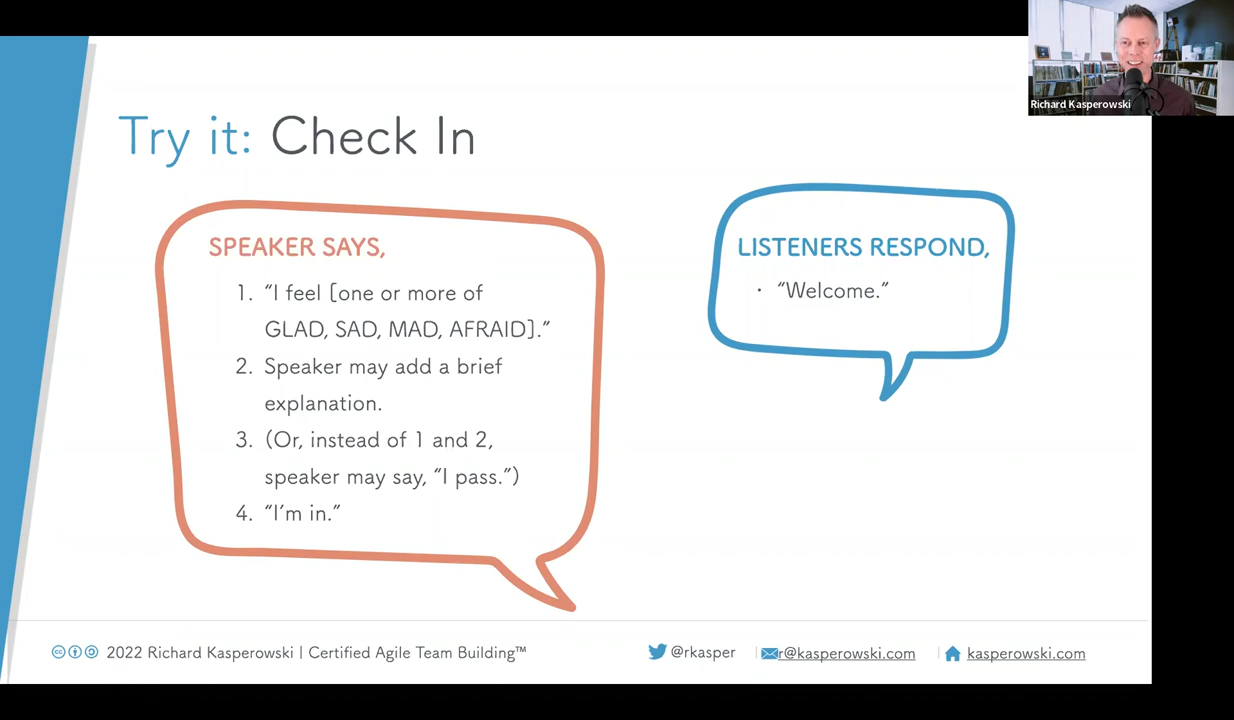 Richard Kasperowski
Try it: Check In
SPEAKER SAYS,
1. “I feel [one or more of
GLAD, SAD, MAD, AFRAID].”
2. Speaker may add a brief
explanation.
3. (Or, instead of 1 and 2,
speaker may say, “I pass.”)
4. “I’m in.”
LISTENERS RESPOND,
· “Welcome.”
2022 Richard Kasperowski | Certified Agile Team Building™
@rkasper | r@kasperowski.com | kasperowski.com